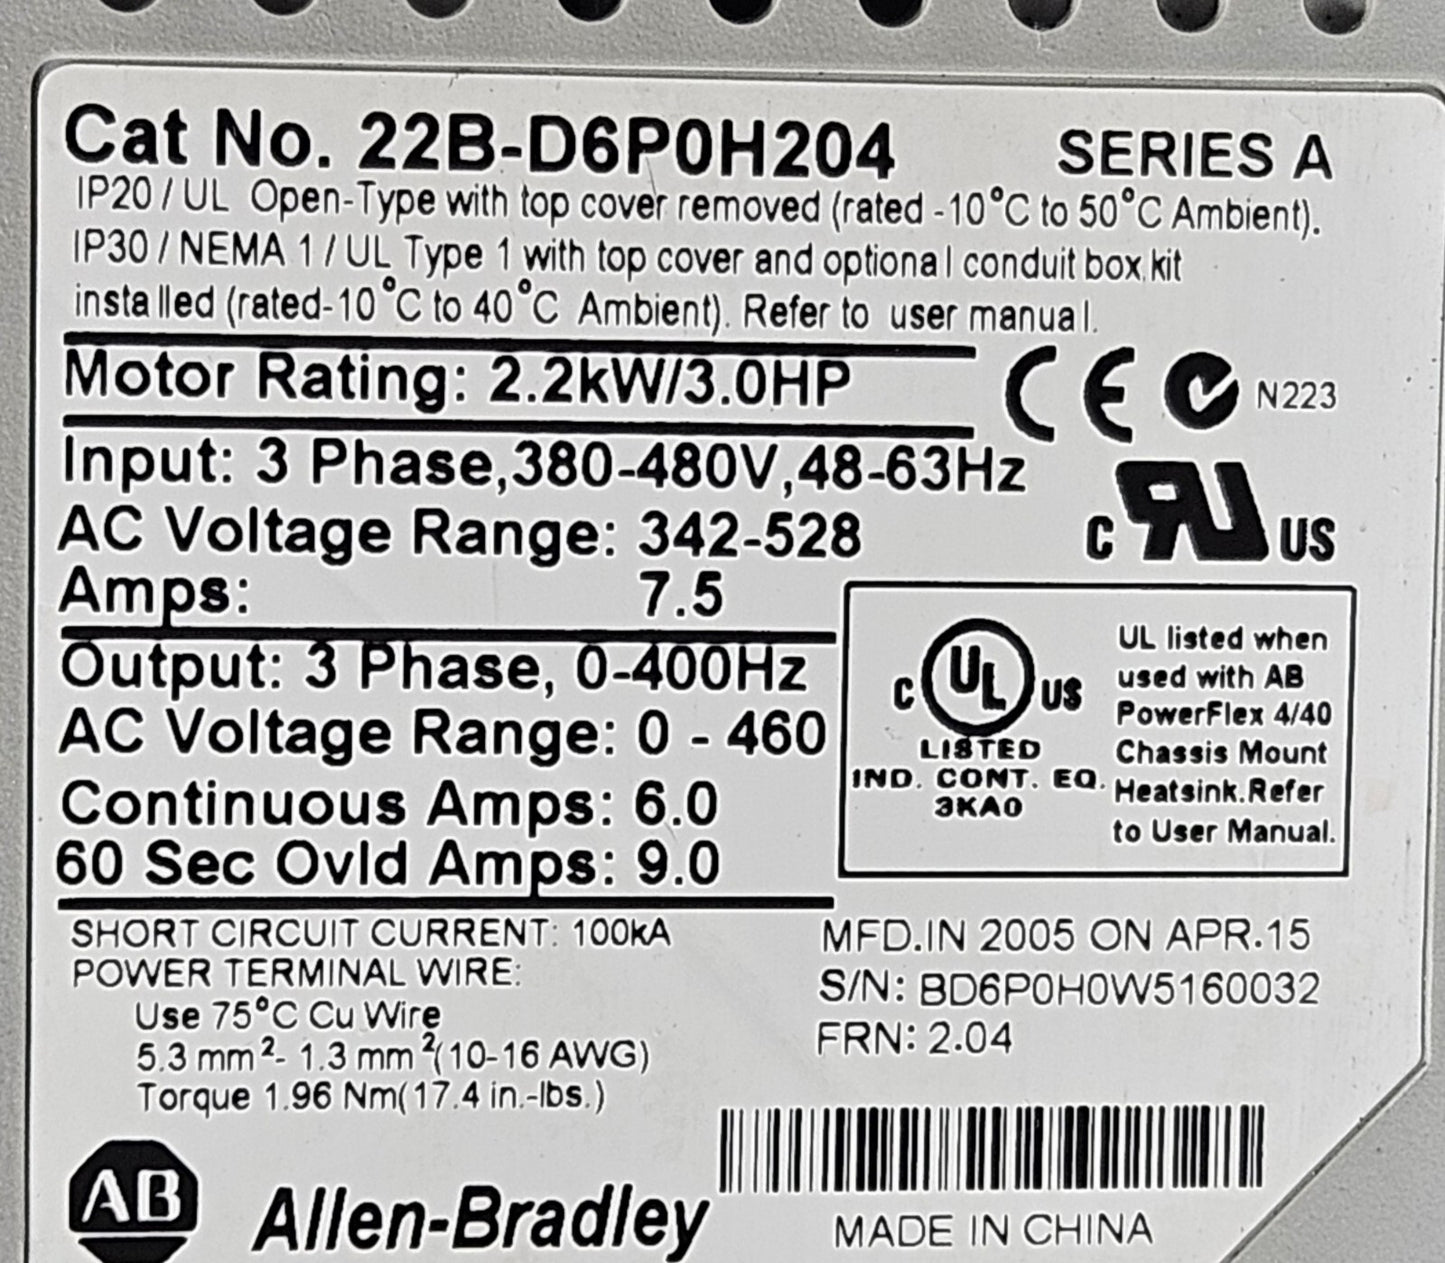 Cat No. 22B-D6P0H204 SERIES A
IP20 / UL Open-Type with top cover removed (rated -10°C to 50°C Ambient).
IP30 / NEMA 1 / UL Type 1 with top cover and optional conduit box kit
installed (rated-10°C to 40°C Ambient). Refer to user manual.
Motor Rating: 2.2kW/3.0HP
CE N223
Input: 3 Phase,380-480V,48-63Hz
AC Voltage Range: 342-528
Amps: 7.5
C RU US
Output: 3 Phase, 0-400Hz
AC Voltage Range: 0 - 460
Continuous Amps: 6.0
60 Sec Ovld Amps: 9.0
C UL US
LISTED
IND. CONT. EQ.
3KA0
UL listed when
used with AB
PowerFlex 4/40
Chassis Mount
Heatsink.Refer
to User Manual.
SHORT CIRCUIT CURRENT: 100kA
POWER TERMINAL WIRE:
Use 75°C Cu Wire
5.3 mm²- 1.3 mm²(10-16 AWG)
Torque 1.96 Nm(17.4 in.-lbs.)
MFD.IN 2005 ON APR.15
S/N: BD6P0H0W5160032
FRN: 2.04
AB Allen-Bradley
MADE IN CHINA